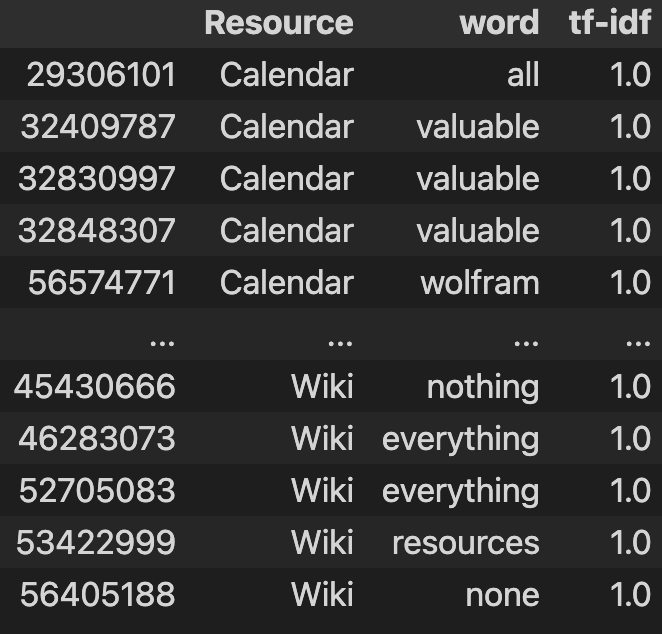 Resource word tf-idf
29306101 Calendar all 1.0
32409787 Calendar valuable 1.0
32830997 Calendar valuable 1.0
32848307 Calendar valuable 1.0
56574771 Calendar wolfram 1.0
... ... ... ...
45430666 Wiki nothing 1.0
46283073 Wiki everything 1.0
52705083 Wiki everything 1.0
53422999 Wiki resources 1.0
56405188 Wiki none 1.0